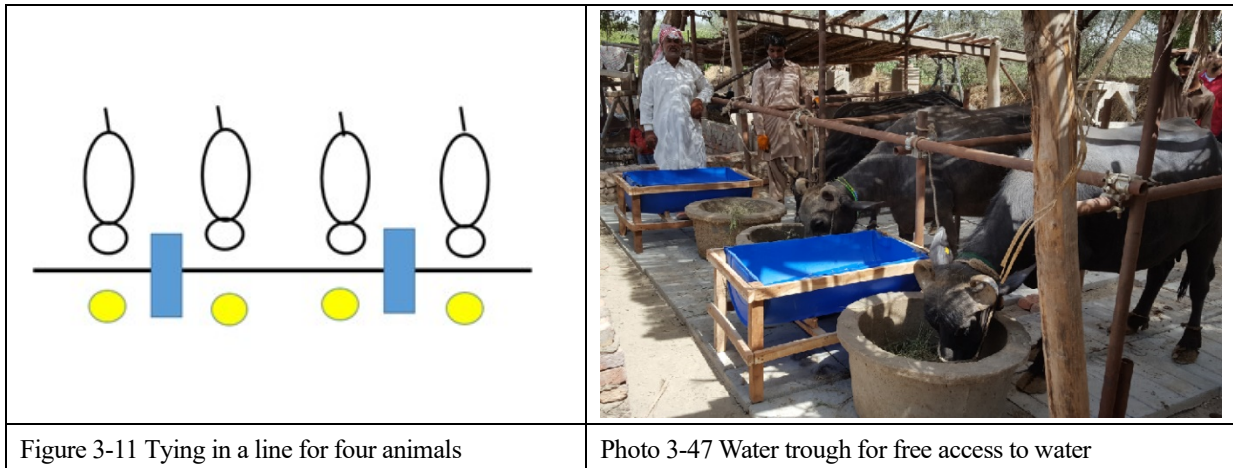 Figure 3-11 Tying in a line for four animals
Photo 3-47 Water trough for free access to water